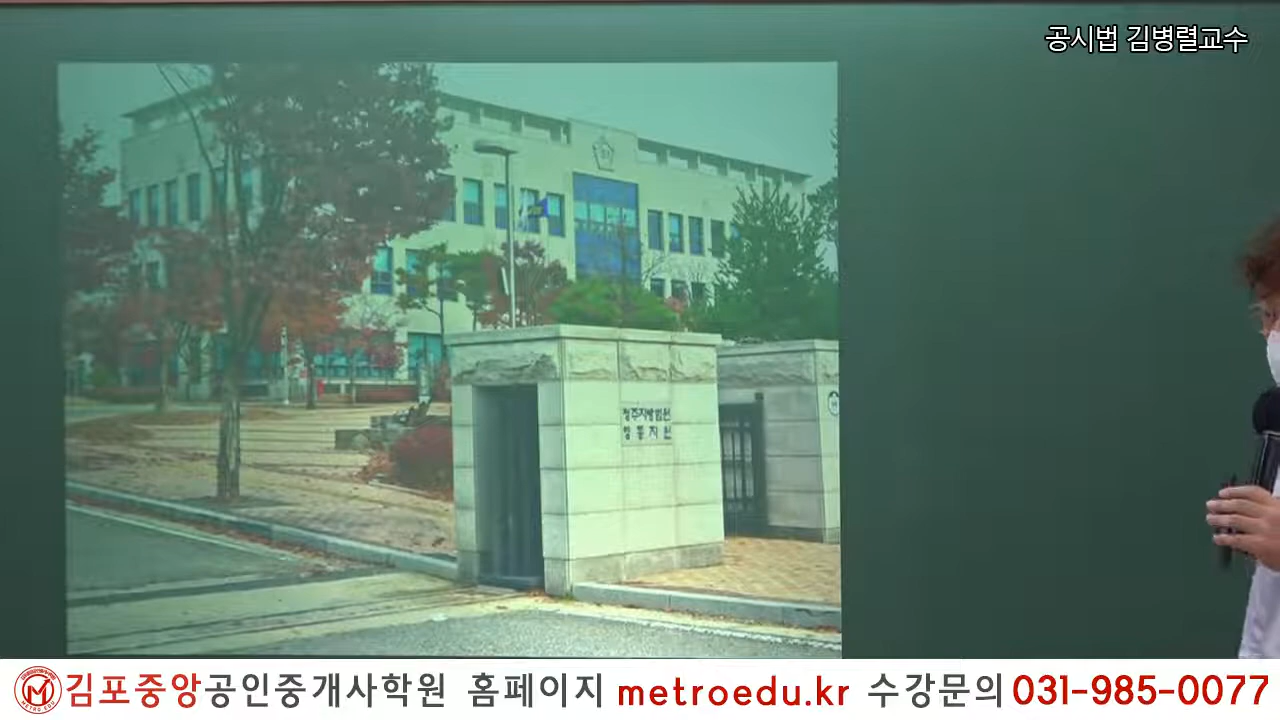 공시법 김병렬교수
청주지방법원
영동지원
김포중앙공인중개사학원 홈페이지 metroedu.kr 수강문의 031-985-0077